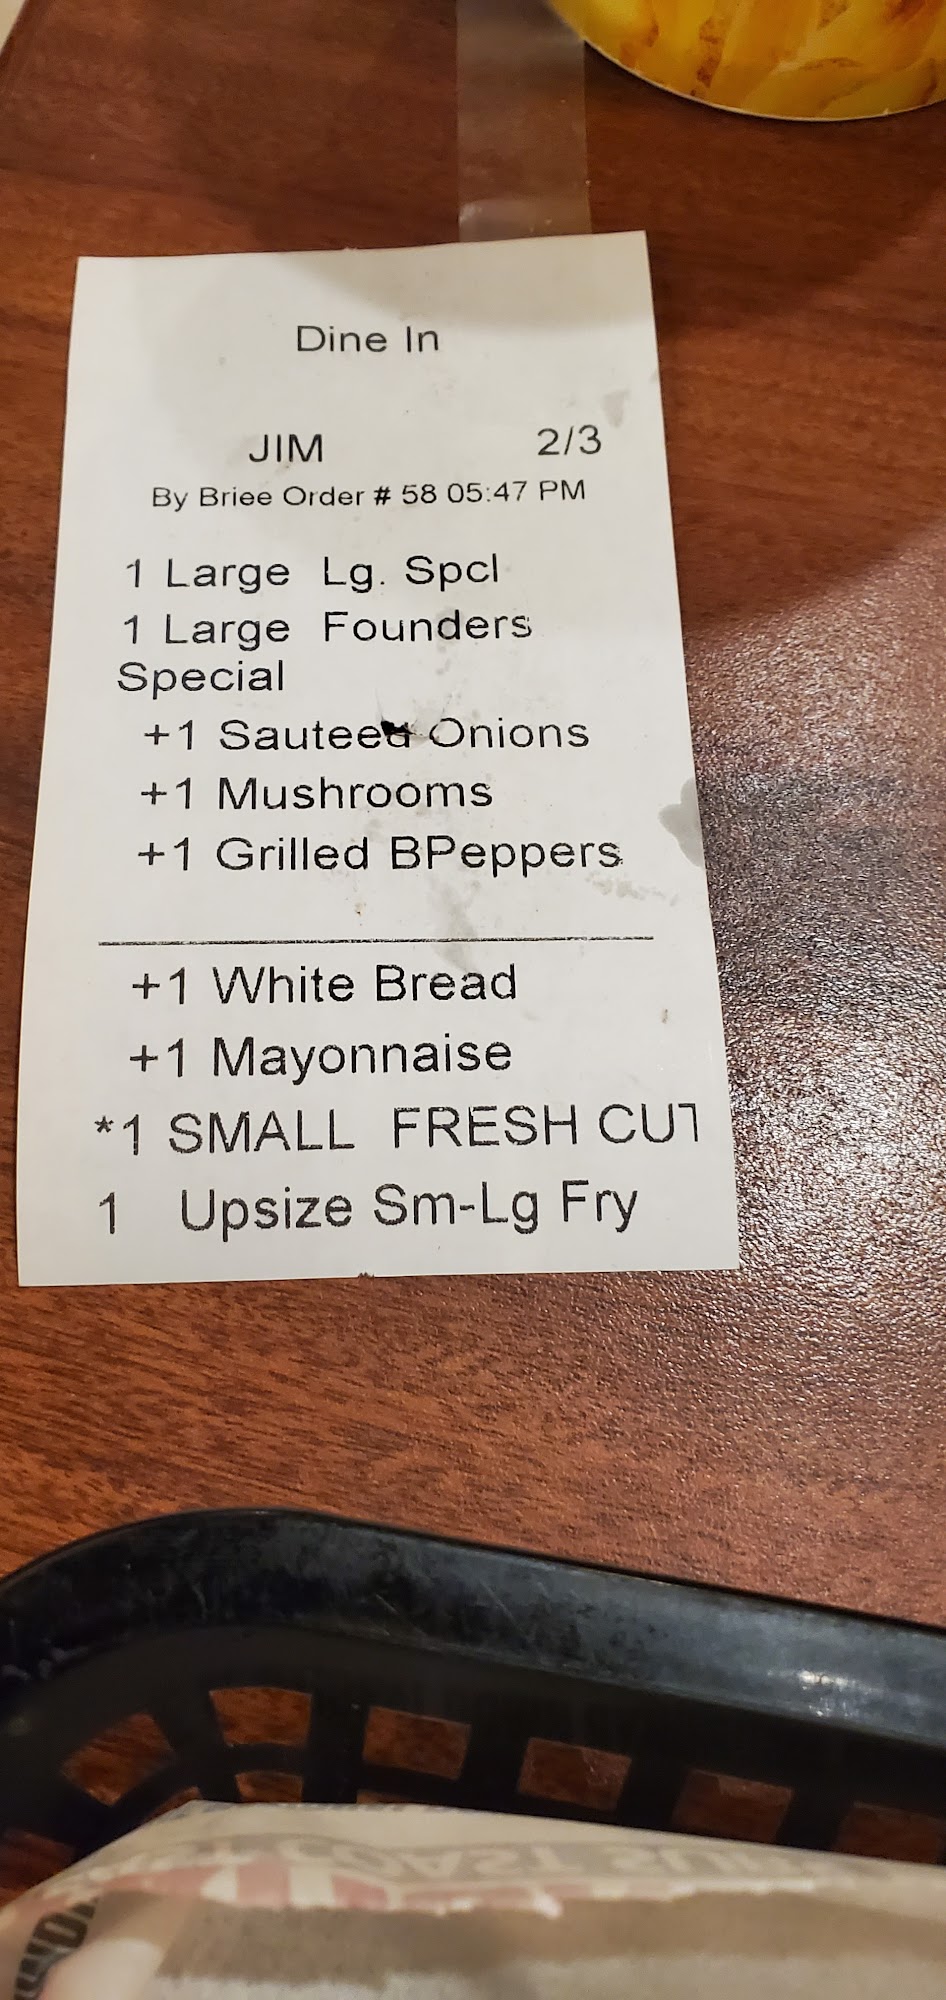 Dine In
JIM 2/3
By Briee Order # 58 05:47 PM
1 Large Lg. Spcl
1 Large Founders
Special
+1 Sauteed Onions
+1 Mushrooms
+1 Grilled BPeppers
+1 White Bread
+1 Mayonnaise
*1 SMALL FRESH CUT
1 Upsize Sm-Lg Fry